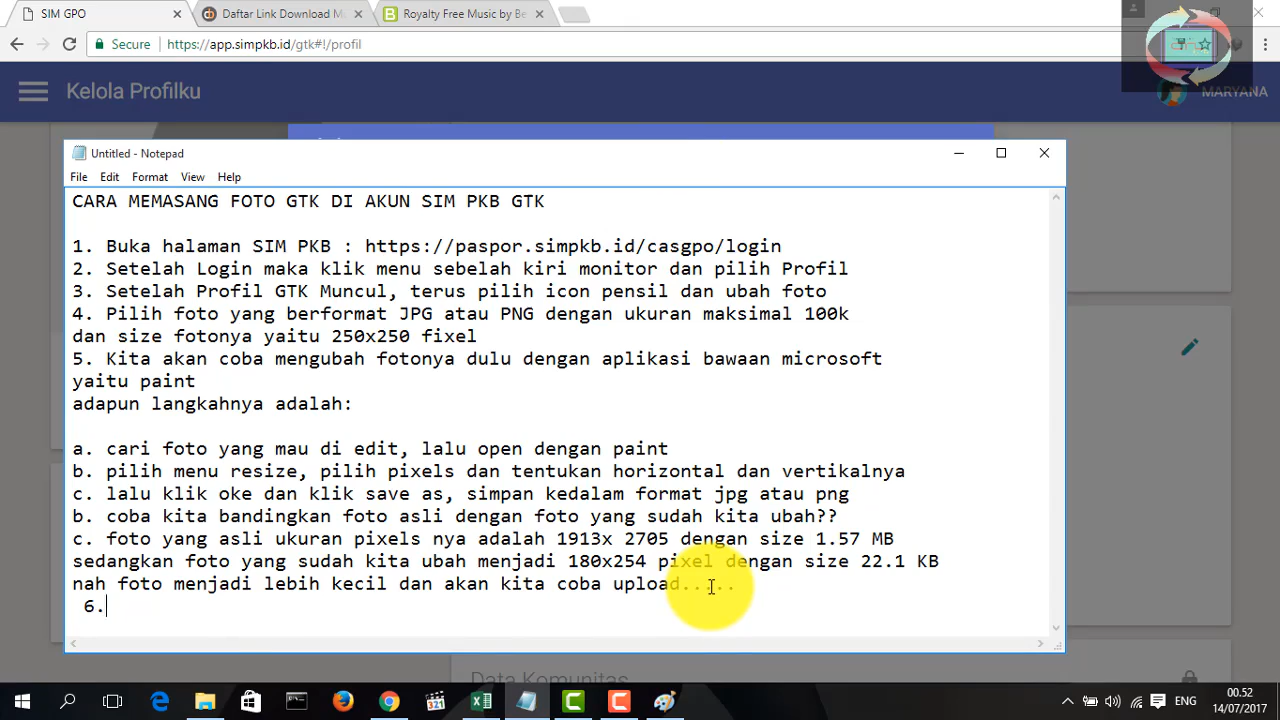 SIM GPO
Daftar Link Download M
Royalty Free Music by Be
Secure
https://app.simpkb.id/gtk#!/profil
Kelola Profilku
MARYANA
Untitled - Notepad
File Edit Format View Help
CARA MEMASANG FOTO GTK DI AKUN SIM PKB GTK
1. Buka halaman SIM PKB : https://paspor.simpkb.id/casgpo/login
2. Setelah Login maka klik menu sebelah kiri monitor dan pilih Profil
3. Setelah Profil GTK Muncul, terus pilih icon pensil dan ubah foto
4. Pilih foto yang berformat JPG atau PNG dengan ukuran maksimal 100k
dan size fotonya yaitu 250x250 fixel
5. Kita akan coba mengubah fotonya dulu dengan aplikasi bawaan microsoft
yaitu paint
adapun langkahnya adalah:
a. cari foto yang mau di edit, lalu open dengan paint
b. pilih menu resize, pilih pixels dan tentukan horizontal dan vertikalnya
c. lalu klik oke dan klik save as, simpan kedalam format jpg atau png
b. coba kita bandingkan foto asli dengan foto yang sudah kita ubah??
c. foto yang asli ukuran pixels nya adalah 1913x 2705 dengan size 1.57 MB
sedangkan foto yang sudah kita ubah menjadi 180x254 pixel dengan size 22.1 KB
nah foto menjadi lebih kecil dan akan kita coba upload.....
6.
Data Komunitas
ENG
00.52
14/07/2017